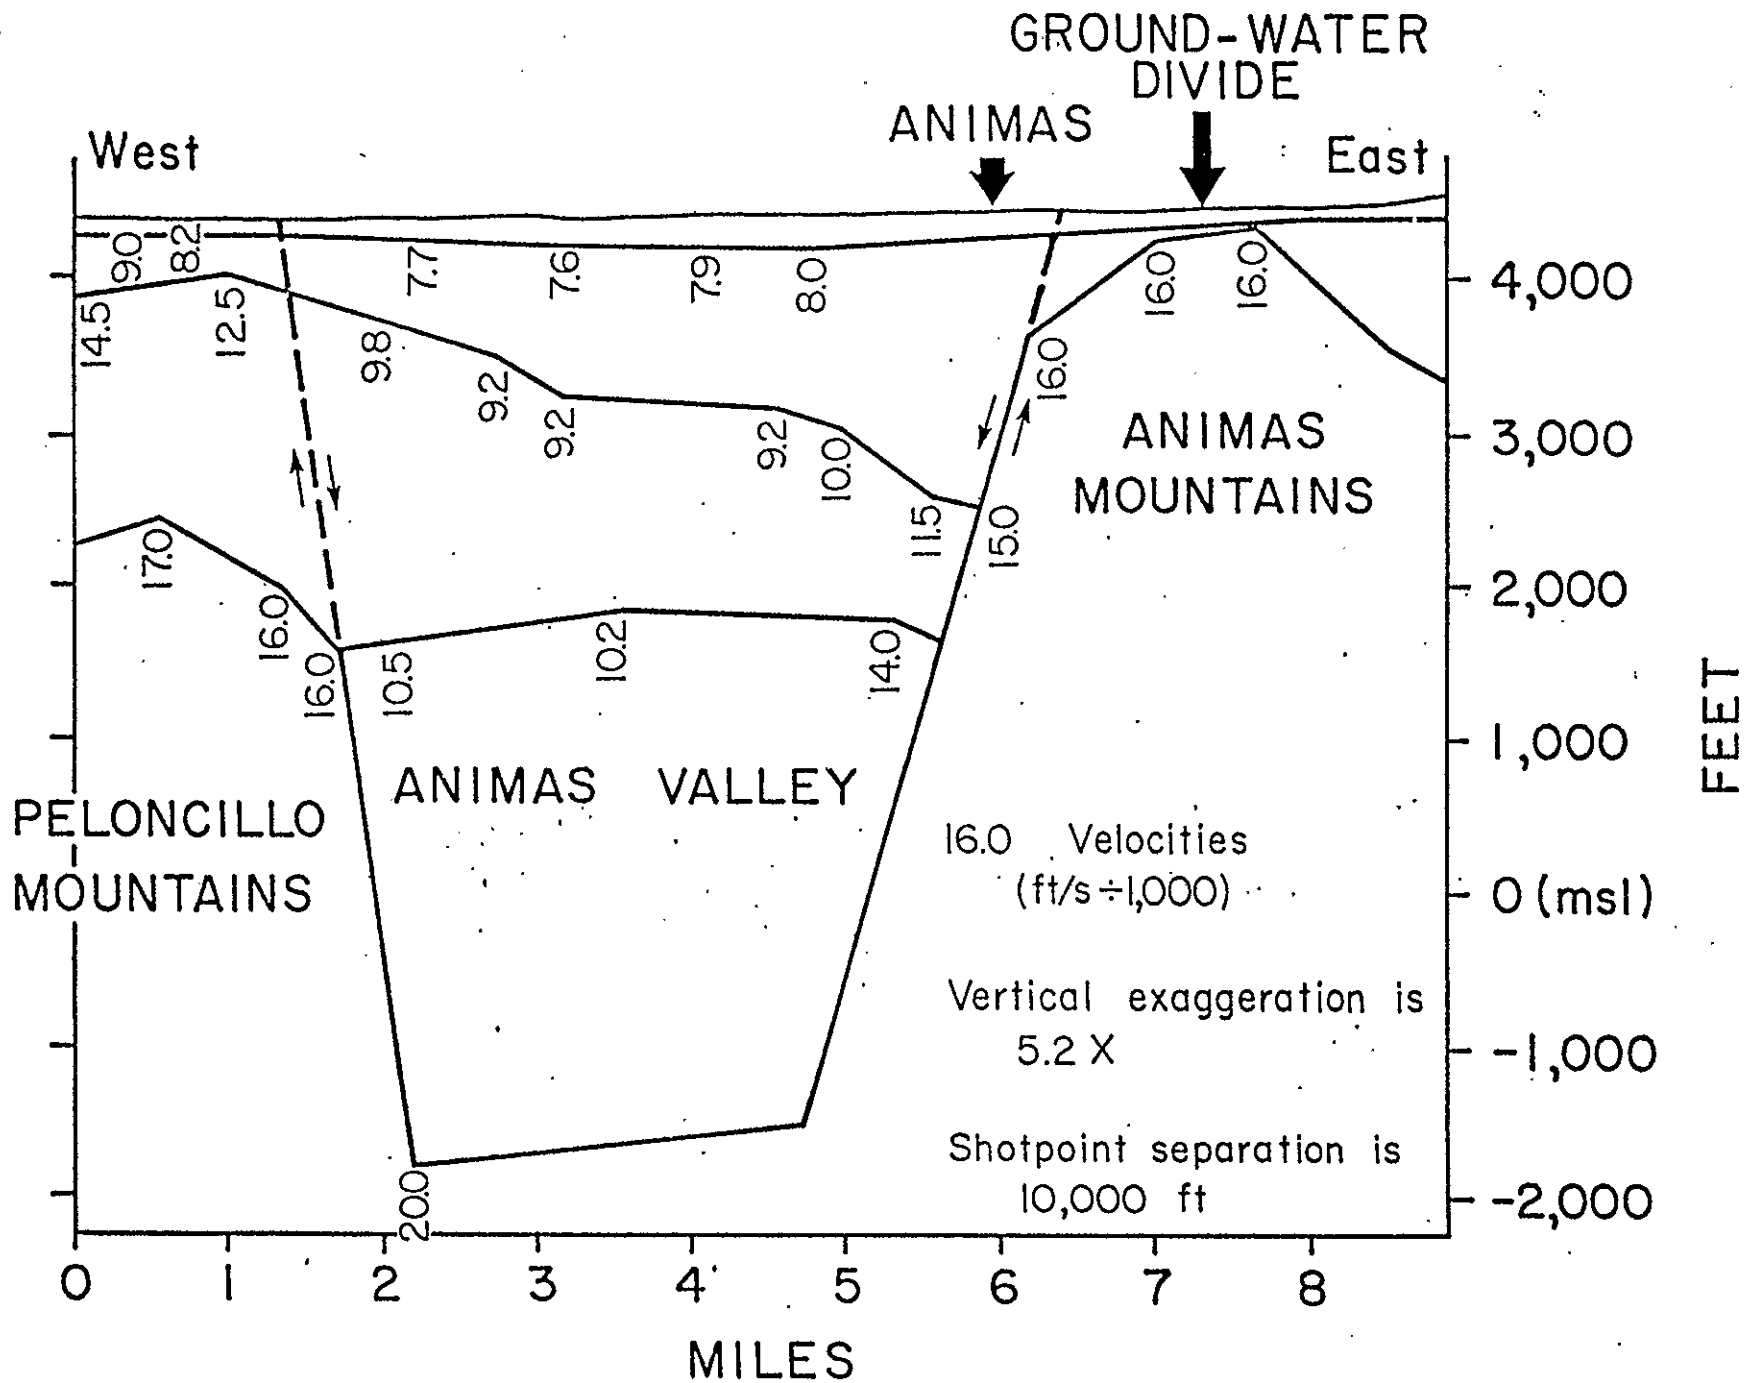 GROUND-WATER
DIVIDE
ANIMAS
West
East
9.0
8.2
7.7
7.6
7.9
8.0
14.5
12.5
9.8
9.2
9.2
9.2
10.0
11.5
15.0
16.0
16.0
16.0
17.0
16.0
16.0
10.5
10.2
14.0
20.0
ANIMAS
MOUNTAINS
ANIMAS VALLEY
PELONCILLO
MOUNTAINS
16.0 Velocities
(ft/s÷1,000)
Vertical exaggeration is
5.2 X
Shotpoint separation is
10,000 ft
4,000
3,000
2,000
1,000
0 (msl)
-1,000
-2,000
FEET
0 1 2 3 4 5 6 7 8
MILES